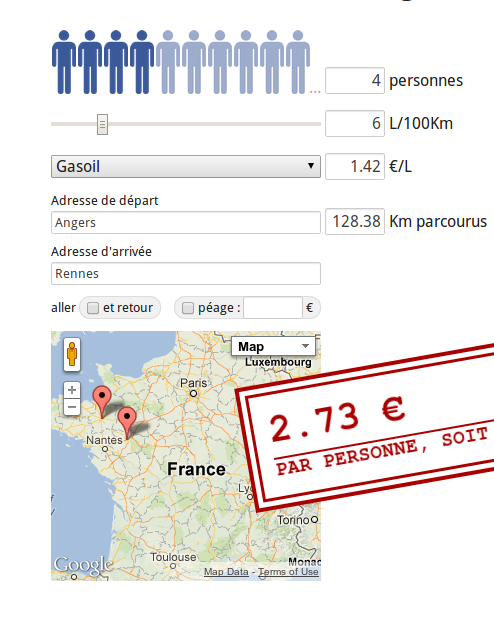 ... 4 personnes
6 L/100Km
Gasoil 1.42 €/L
Adresse de départ
Angers 128.38 Km parcourus
Adresse d'arrivée
Rennes
aller et retour péage : €
Map
Luxembourg
Paris
Nantes
France
Ly
Torino
Toulouse
Monac
Google
Map Data - Terms of Use
2.73 €
PAR PERSONNE, SOIT